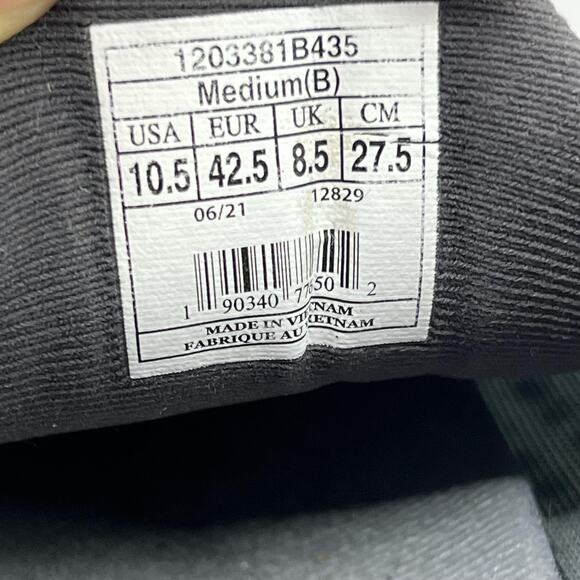 1203381B435
Medium(B)
USA EUR UK CM
10.5 42.5 8.5 27.5
06/21 12829
1 90340 77650 2
MADE IN VIETNAM
FABRIQUE AU VIETNAM